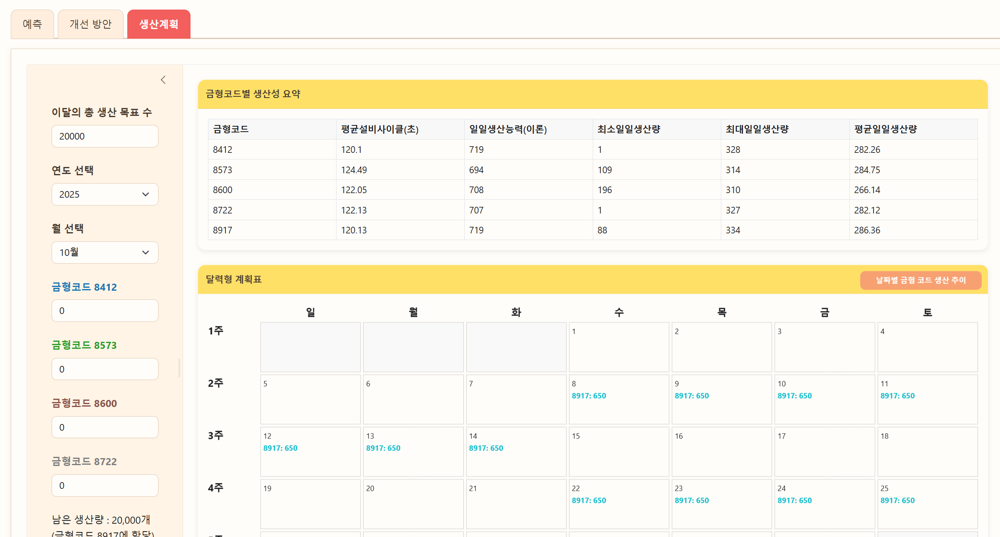 예측 개선 방안 생산계획
이달의 총 생산 목표 수
20000
연도 선택
2025
월 선택
10월
금형코드 8412
0
금형코드 8573
0
금형코드 8600
0
금형코드 8722
0
남은 생산량 : 20,000개
(금형코드 8917에 할당)
금형코드별 생산성 요약
금형코드 평균설비사이클(초) 일일생산능력(이론) 최소일일생산량 최대일일생산량 평균일일생산량
8412 120.1 719 1 328 282.26
8573 124.49 694 109 314 284.75
8600 122.05 708 196 310 266.14
8722 122.13 707 1 327 282.12
8917 120.13 719 88 334 286.36
달력형 계획표 날짜별 금형 코드 생산 추이
일 월 화 수 목 금 토
1주 1 2 3 4
2주 5 6 7 8 9 10 11
8917: 650 8917: 650 8917: 650 8917: 650
3주 12 13 14 15 16 17 18
8917: 650 8917: 650 8917: 650
4주 19 20 21 22 23 24 25
8917: 650 8917: 650 8917: 650 8917: 650